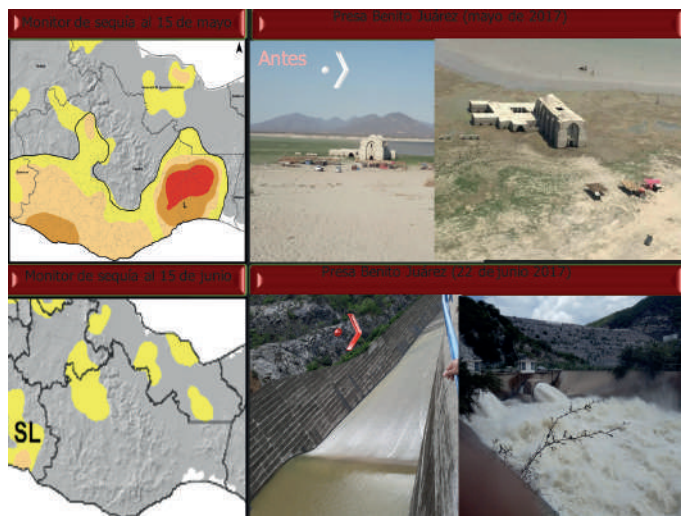 Monitor de sequía al 15 de mayo
Presa Benito Juárez (mayo de 2017)
Antes
L
Monitor de sequía al 15 de junio
Presa Benito Juárez (22 de junio 2017)
SL